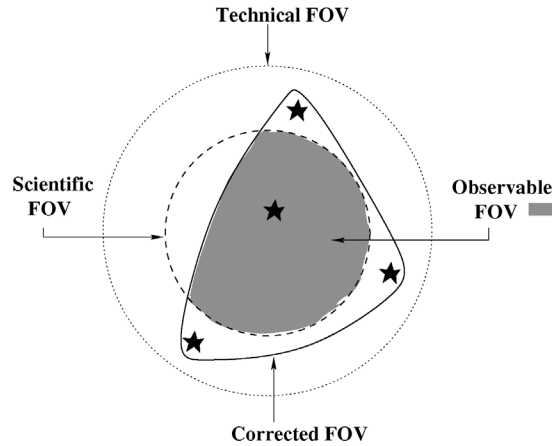 Technical FOV
Scientific
FOV
Observable
FOV
Corrected FOV